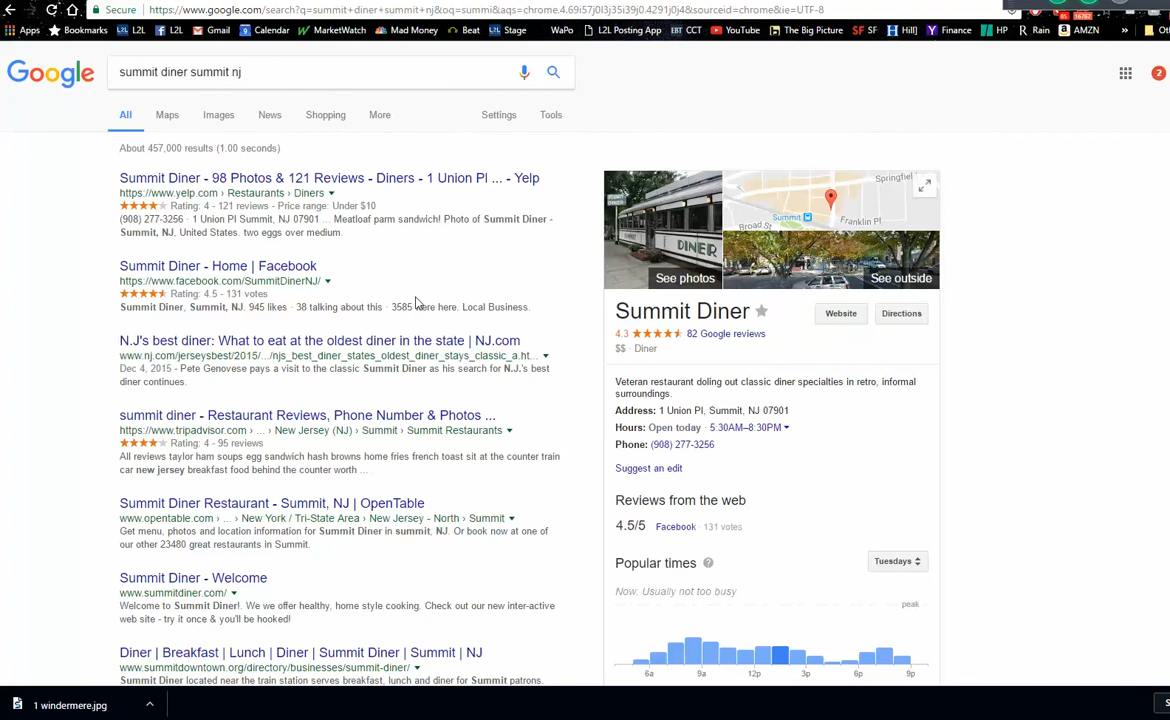 Secure https://www.google.com/search?q=summit+diner+summit+nj&oq=summi&aqs=chrome.4.69i57j0l3j35i39j0.4291j0j4&sourceid=chrome&ie=UTF-8
Apps Bookmarks L2L L2L Gmail Calendar MarketWatch Mad Money Beat Stage WaPo L2L Posting App EBT CCT YouTube The Big Picture SF Hill] Finance HP Rain AMZN »
Google summit diner summit nj 2
All Maps Images News Shopping More Settings Tools
About 457,000 results (1.00 seconds)
Summit Diner - 98 Photos & 121 Reviews - Diners - 1 Union Pl ... - Yelp
https://www.yelp.com › Restaurants › Diners
Rating: 4 - 121 reviews - Price range: Under $10
(908) 277-3256 · 1 Union Pl Summit, NJ 07901 ... Meatloaf parm sandwich! Photo of Summit Diner -
Summit, NJ, United States. two eggs over medium.
Summit Diner - Home | Facebook
https://www.facebook.com/SummitDinerNJ/
Rating: 4.5 - 131 votes
Summit Diner, Summit, NJ. 945 likes · 38 talking about this · 3585 were here. Local Business.
N.J's best diner: What to eat at the oldest diner in the state | NJ.com
www.nj.com/jerseysbest/2015/.../njs_best_diner_states_oldest_diner_stays_classic_a.ht...
Dec 4, 2015 - Pete Genovese pays a visit to the classic Summit Diner as his search for N.J.'s best
diner continues.
summit diner - Restaurant Reviews, Phone Number & Photos ...
https://www.tripadvisor.com › ... › New Jersey (NJ) › Summit › Summit Restaurants
Rating: 4 - 95 reviews
All reviews taylor ham soups egg sandwich hash browns home fries french toast sit at the counter train
car new jersey breakfast food behind the counter worth ...
Summit Diner Restaurant - Summit, NJ | OpenTable
www.opentable.com › ... › New York / Tri-State Area › New Jersey - North › Summit
Get menu, photos and location information for Summit Diner in summit, NJ. Or book now at one of
our other 23480 great restaurants in Summit.
Summit Diner - Welcome
www.summitdiner.com/
Welcome to Summit Diner!. We we offer healthy, home style cooking. Check out our new inter-active
web site - try it once & you'll be hooked!
Diner | Breakfast | Lunch | Diner | Summit Diner | Summit | NJ
www.summitdowntown.org/directory/businesses/summit-diner/
Summit Diner located near the train station serves breakfast, lunch and diner for Summit patrons.
DINER
See photos
Springfiel
Summit
Broad St
Franklin Pl
See outside
Summit Diner
Website Directions
4.3 82 Google reviews
$$ · Diner
Veteran restaurant doling out classic diner specialties in retro, informal
surroundings.
Address: 1 Union Pl, Summit, NJ 07901
Hours: Open today · 5:30AM–8:30PM
Phone: (908) 277-3256
Suggest an edit
Reviews from the web
4.5/5 Facebook · 131 votes
Popular times Tuesdays
Now: Usually not too busy
peak
6a 9a 12p 3p 6p 9p
1 windermere.jpg